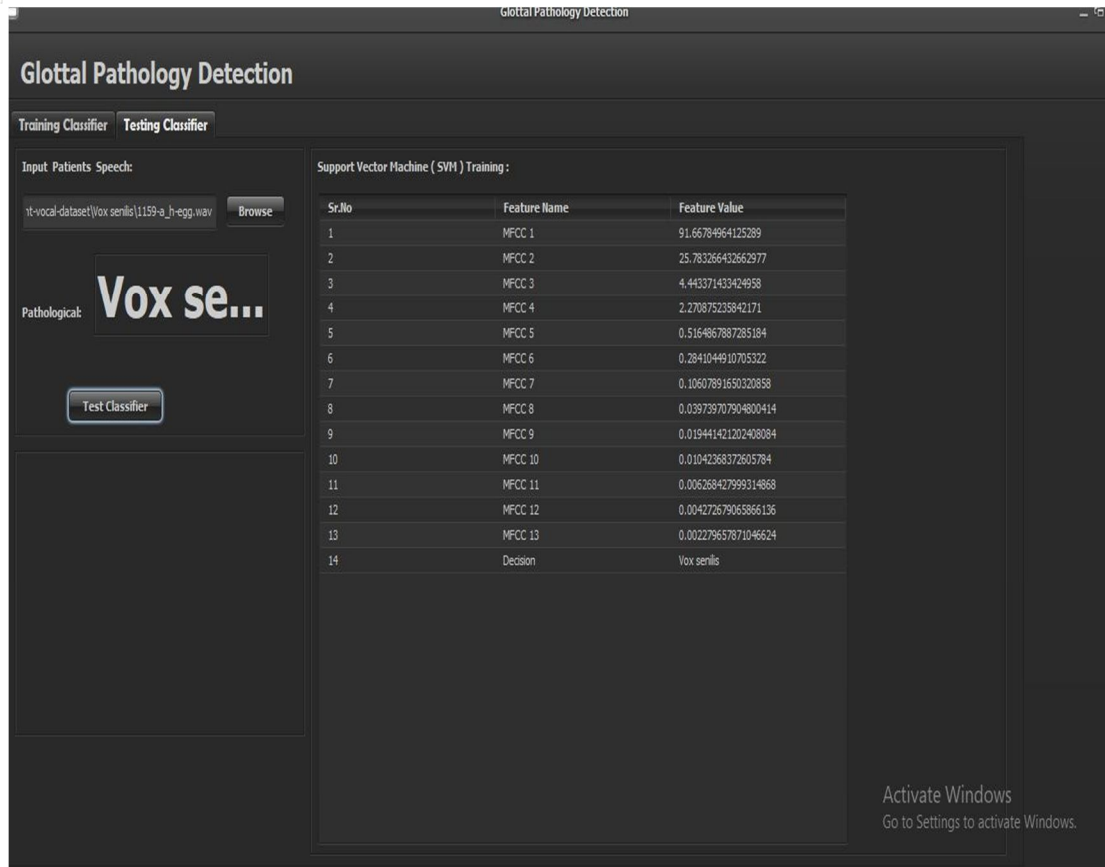 Glottal Pathology Detection
Glottal Pathology Detection
Training Classifier Testing Classifier
Input Patients Speech:
nt-vocal-dataset\Vox senilis\1159-a_h-egg.wav Browse
Pathological: Vox se...
Test Classifier
Support Vector Machine ( SVM ) Training :
Sr.No Feature Name Feature Value
1 MFCC 1 91.66784964125289
2 MFCC 2 25.783266432662977
3 MFCC 3 4.443371433424958
4 MFCC 4 2.270875235842171
5 MFCC 5 0.5164867887285184
6 MFCC 6 0.2841044910705322
7 MFCC 7 0.10607891650320858
8 MFCC 8 0.039739707904800414
9 MFCC 9 0.019441421202408084
10 MFCC 10 0.01042368372605784
11 MFCC 11 0.006268427999314868
12 MFCC 12 0.004272679065866136
13 MFCC 13 0.002279657871046624
14 Decision Vox senilis
Activate Windows
Go to Settings to activate Windows.